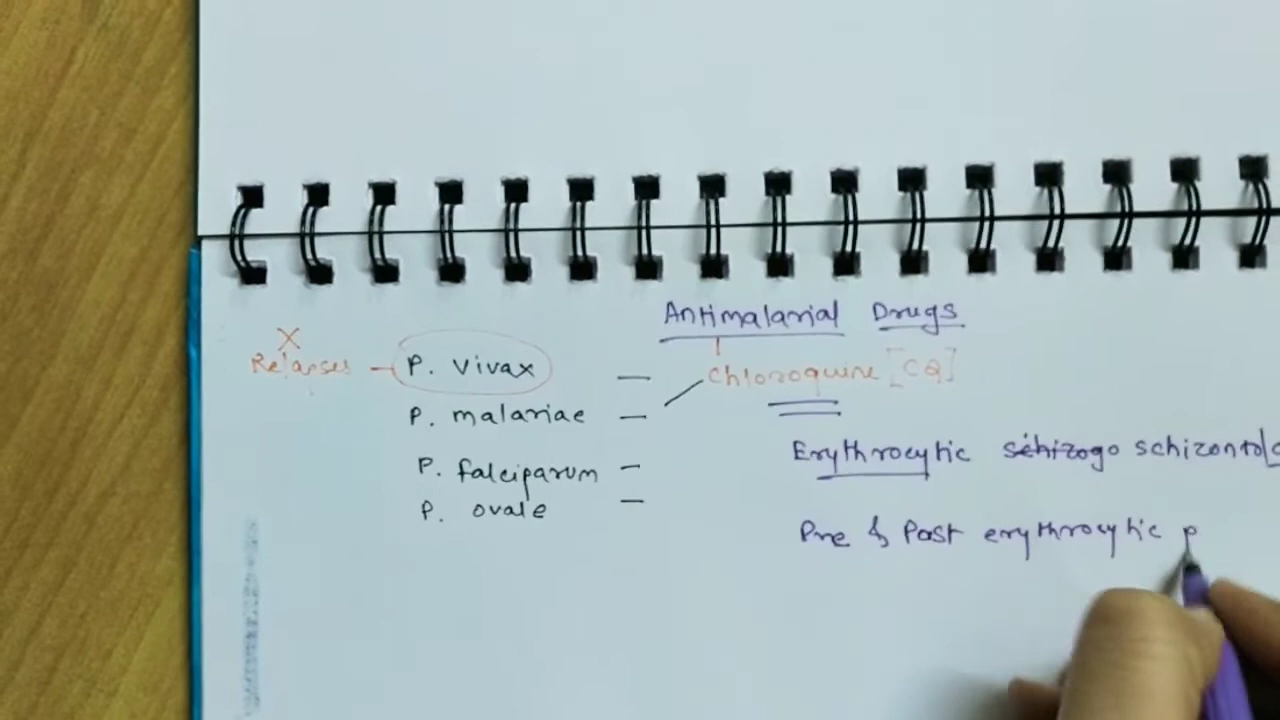 Antimalarial Drugs
X
Relapses - P. vivax —
Chloroquine [CQ]
P. malariae —
Erythrocytic schizogo schizonto
P. falciparum —
P. ovale —
Pre & Post erythrocytic p